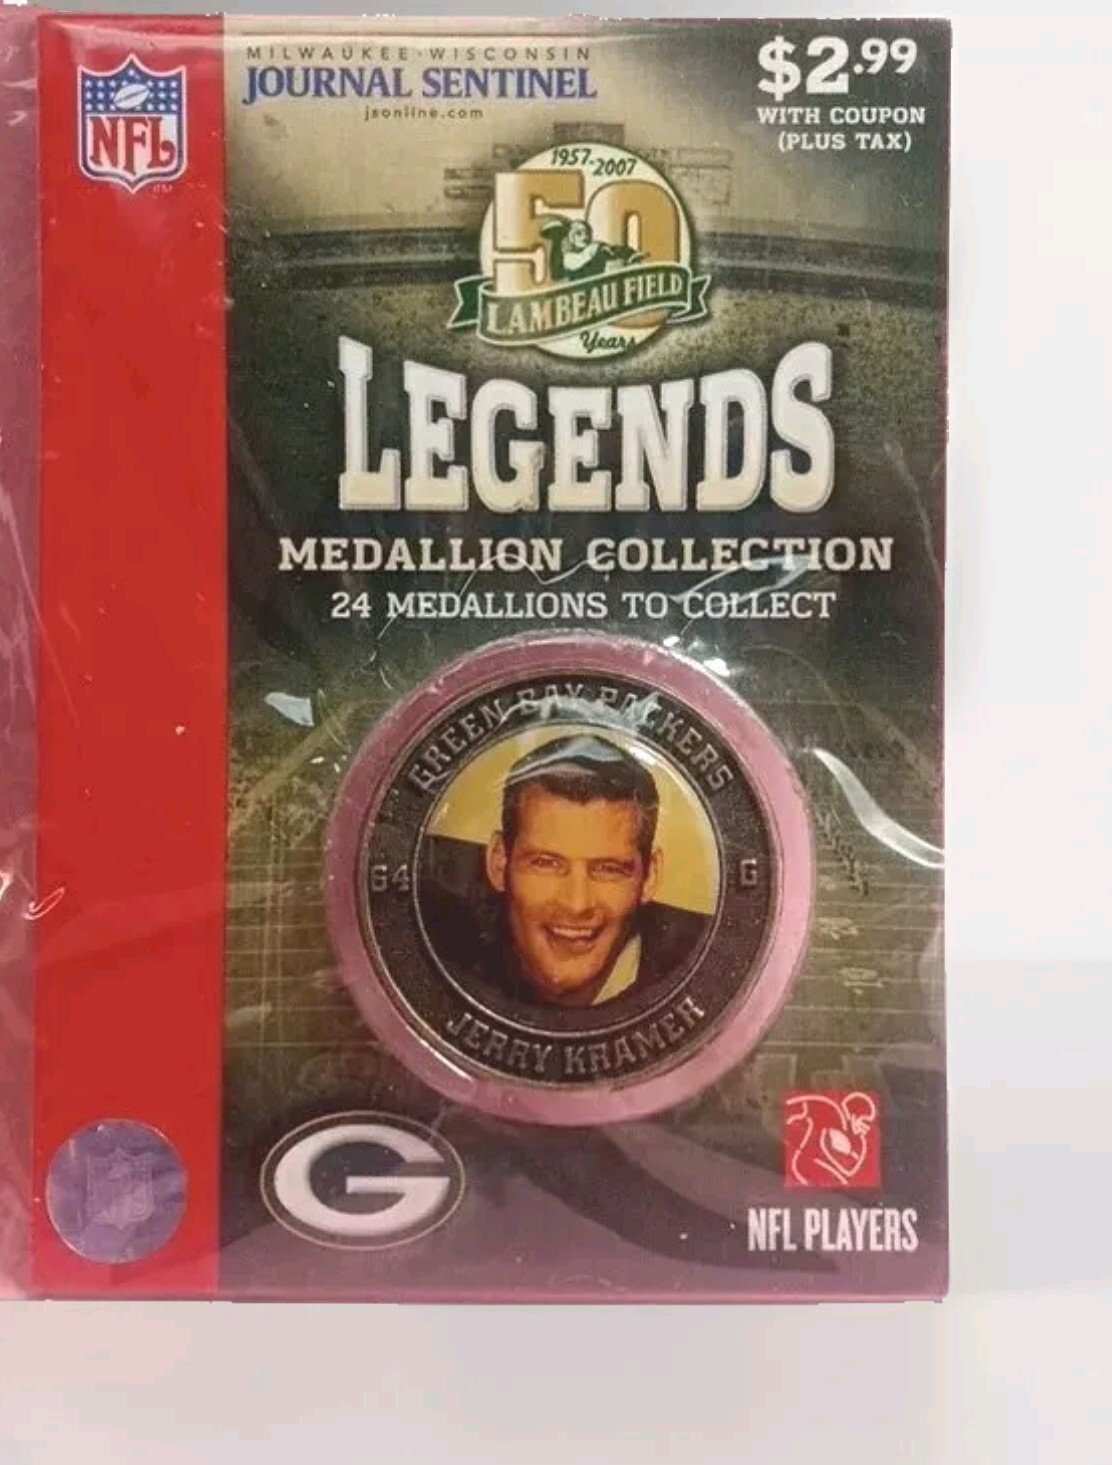 NFL
MILWAUKEE·WISCONSIN
JOURNAL SENTINEL
jsonline.com
$2.99
WITH COUPON
(PLUS TAX)
1957-2007
50
LAMBEAU FIELD
Years
LEGENDS
MEDALLION COLLECTION
24 MEDALLIONS TO COLLECT
GREEN BAY PACKERS
64 G
JERRY KRAMER
G
NFL PLAYERS